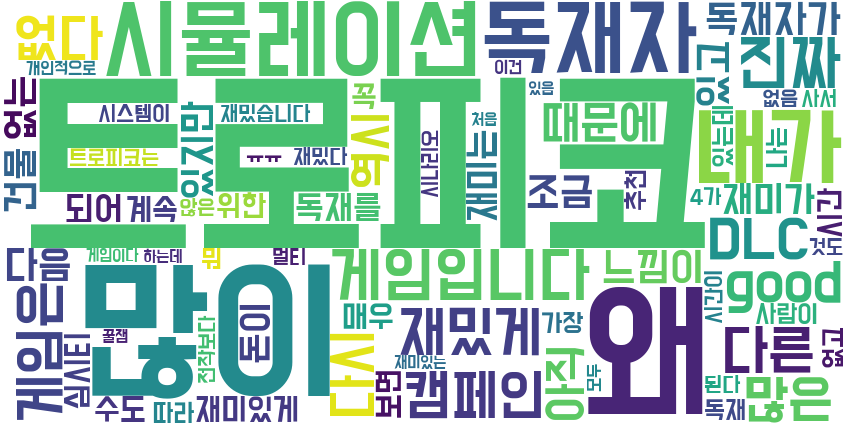 없다
시뮬레이션
독재자
독재자가
개인적으로
이건
진짜
있고
없는
시스템이
재밌습니다
꼭
있음
없음
사서
트로피코
있지만
역시
시나리오
처음
때문에
내가
있는데
나는
건물
트로피코는
ㅠㅠ
재밌다
재미는
조금
추천
4가
재미가
시간
되어
계속
않은
위한
독재를
DLC
것도
다음
게임이다
하는데
뭔
멀티
게임입니다
느낌이
시간이
good
게임은
많이
돈이
매우
재밌게
가장
왜
사람이
다른
없고
심시티
꿀잼
전작보다
다시
재미있는
보면
캠페인
아직
모두
된다
많은
수도
따라
재미있게
독재